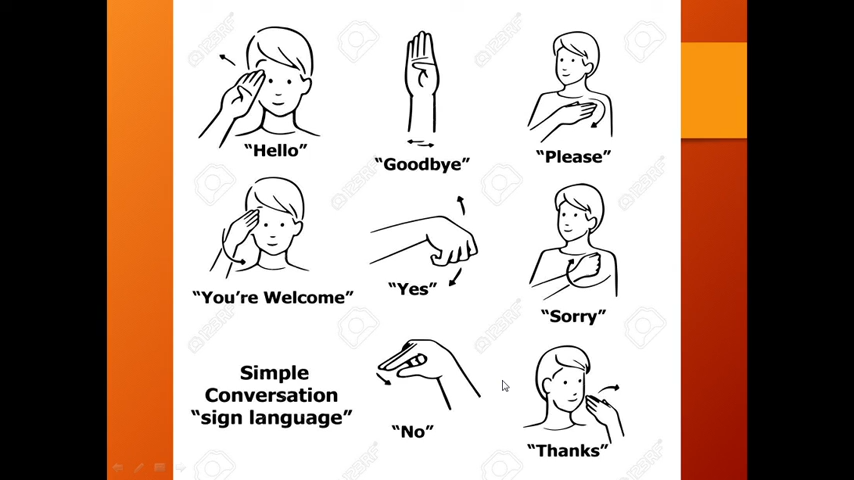 “Hello”
“Goodbye”
“Please”
“You’re Welcome”
“Yes”
“Sorry”
Simple
Conversation
“sign language”
“No”
“Thanks”